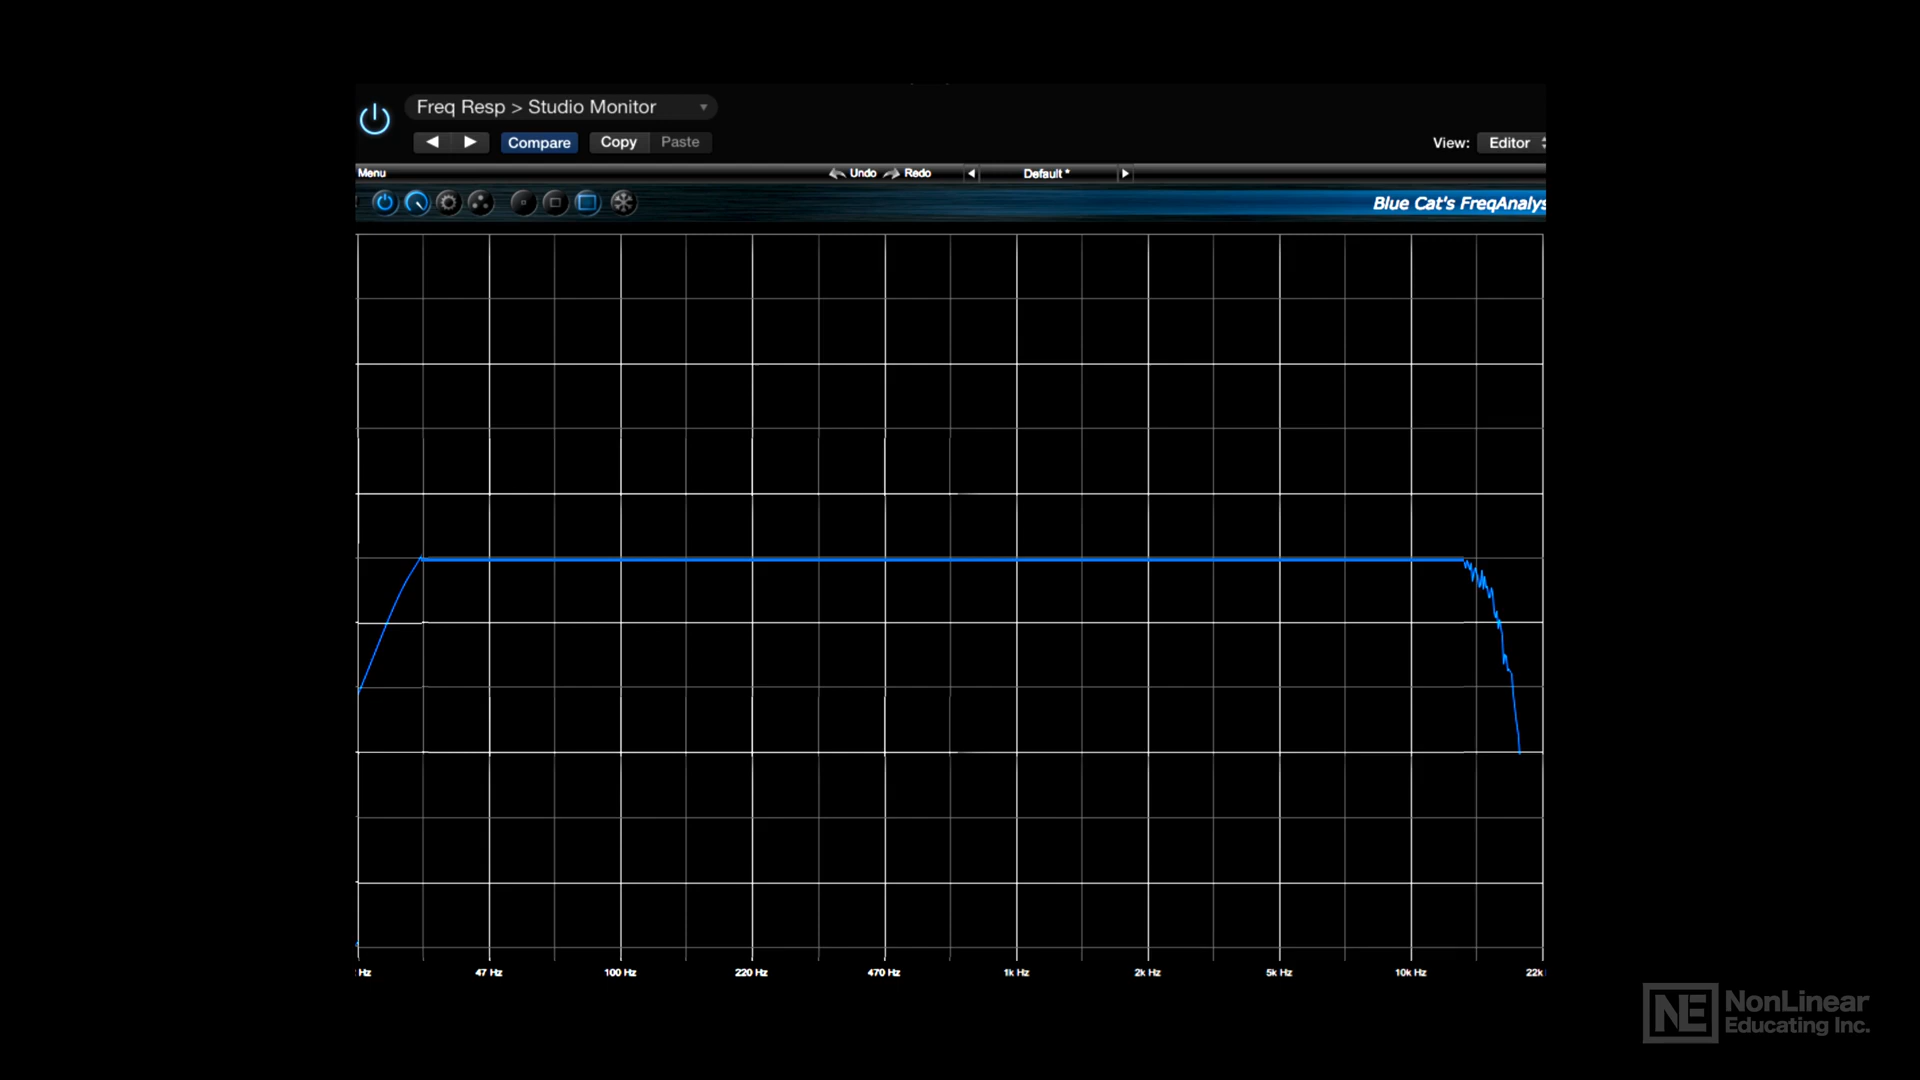 Freq Resp > Studio Monitor
Compare Copy Paste
View: Editor
Menu Undo Redo Default *
Blue Cat's FreqAnalys
Hz 47 Hz 100 Hz 220 Hz 470 Hz 1k Hz 2k Hz 5k Hz 10k Hz 22k
NE NonLinear
Educating Inc.